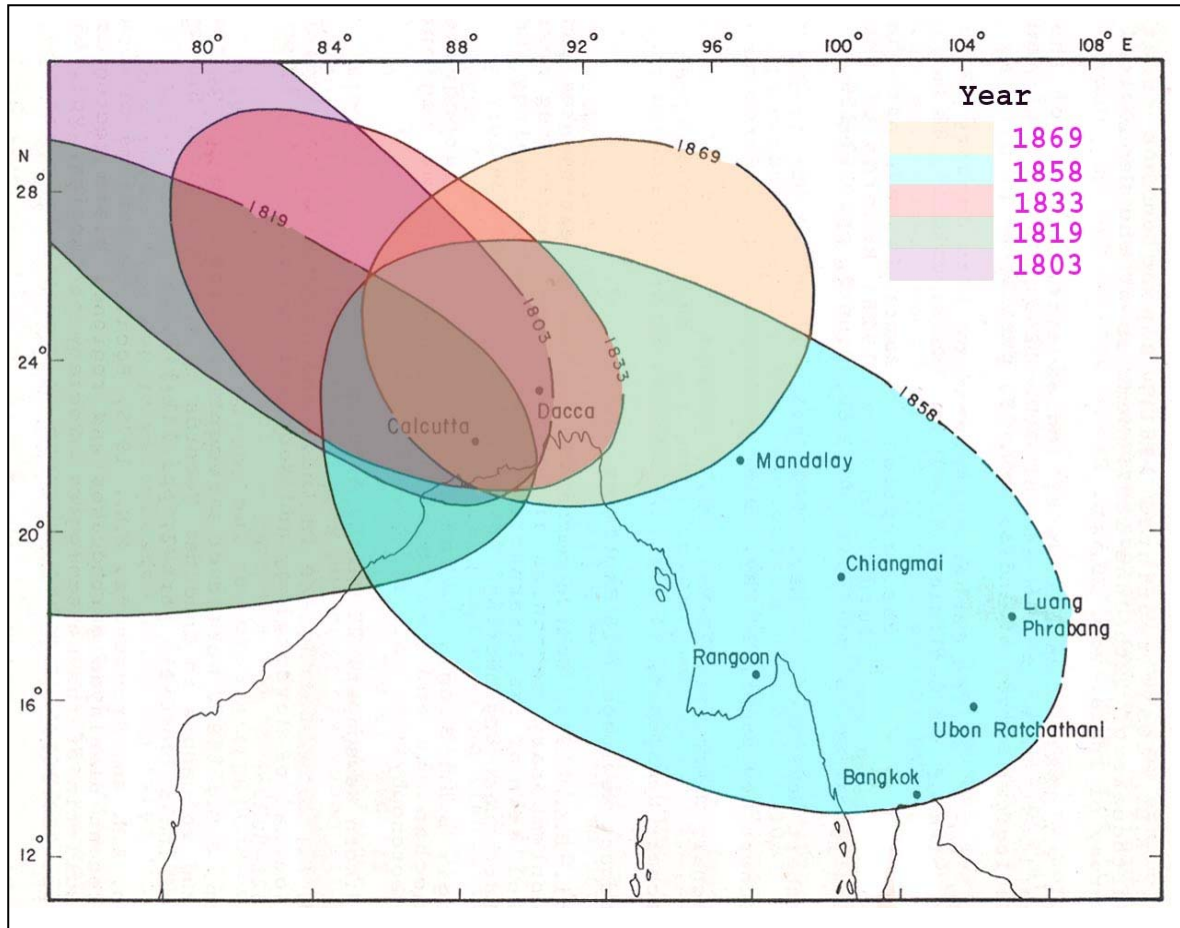 80° 84° 88° 92° 96° 100° 104° 108° E
Year
1869
1858
1833
1819
1803
N
28°
24°
20°
16°
12°
1869
1819
1803
1833
1858
Calcutta
Dacca
Mandalay
Chiangmai
Luang
Phrabang
Rangoon
Ubon Ratchathani
Bangkok